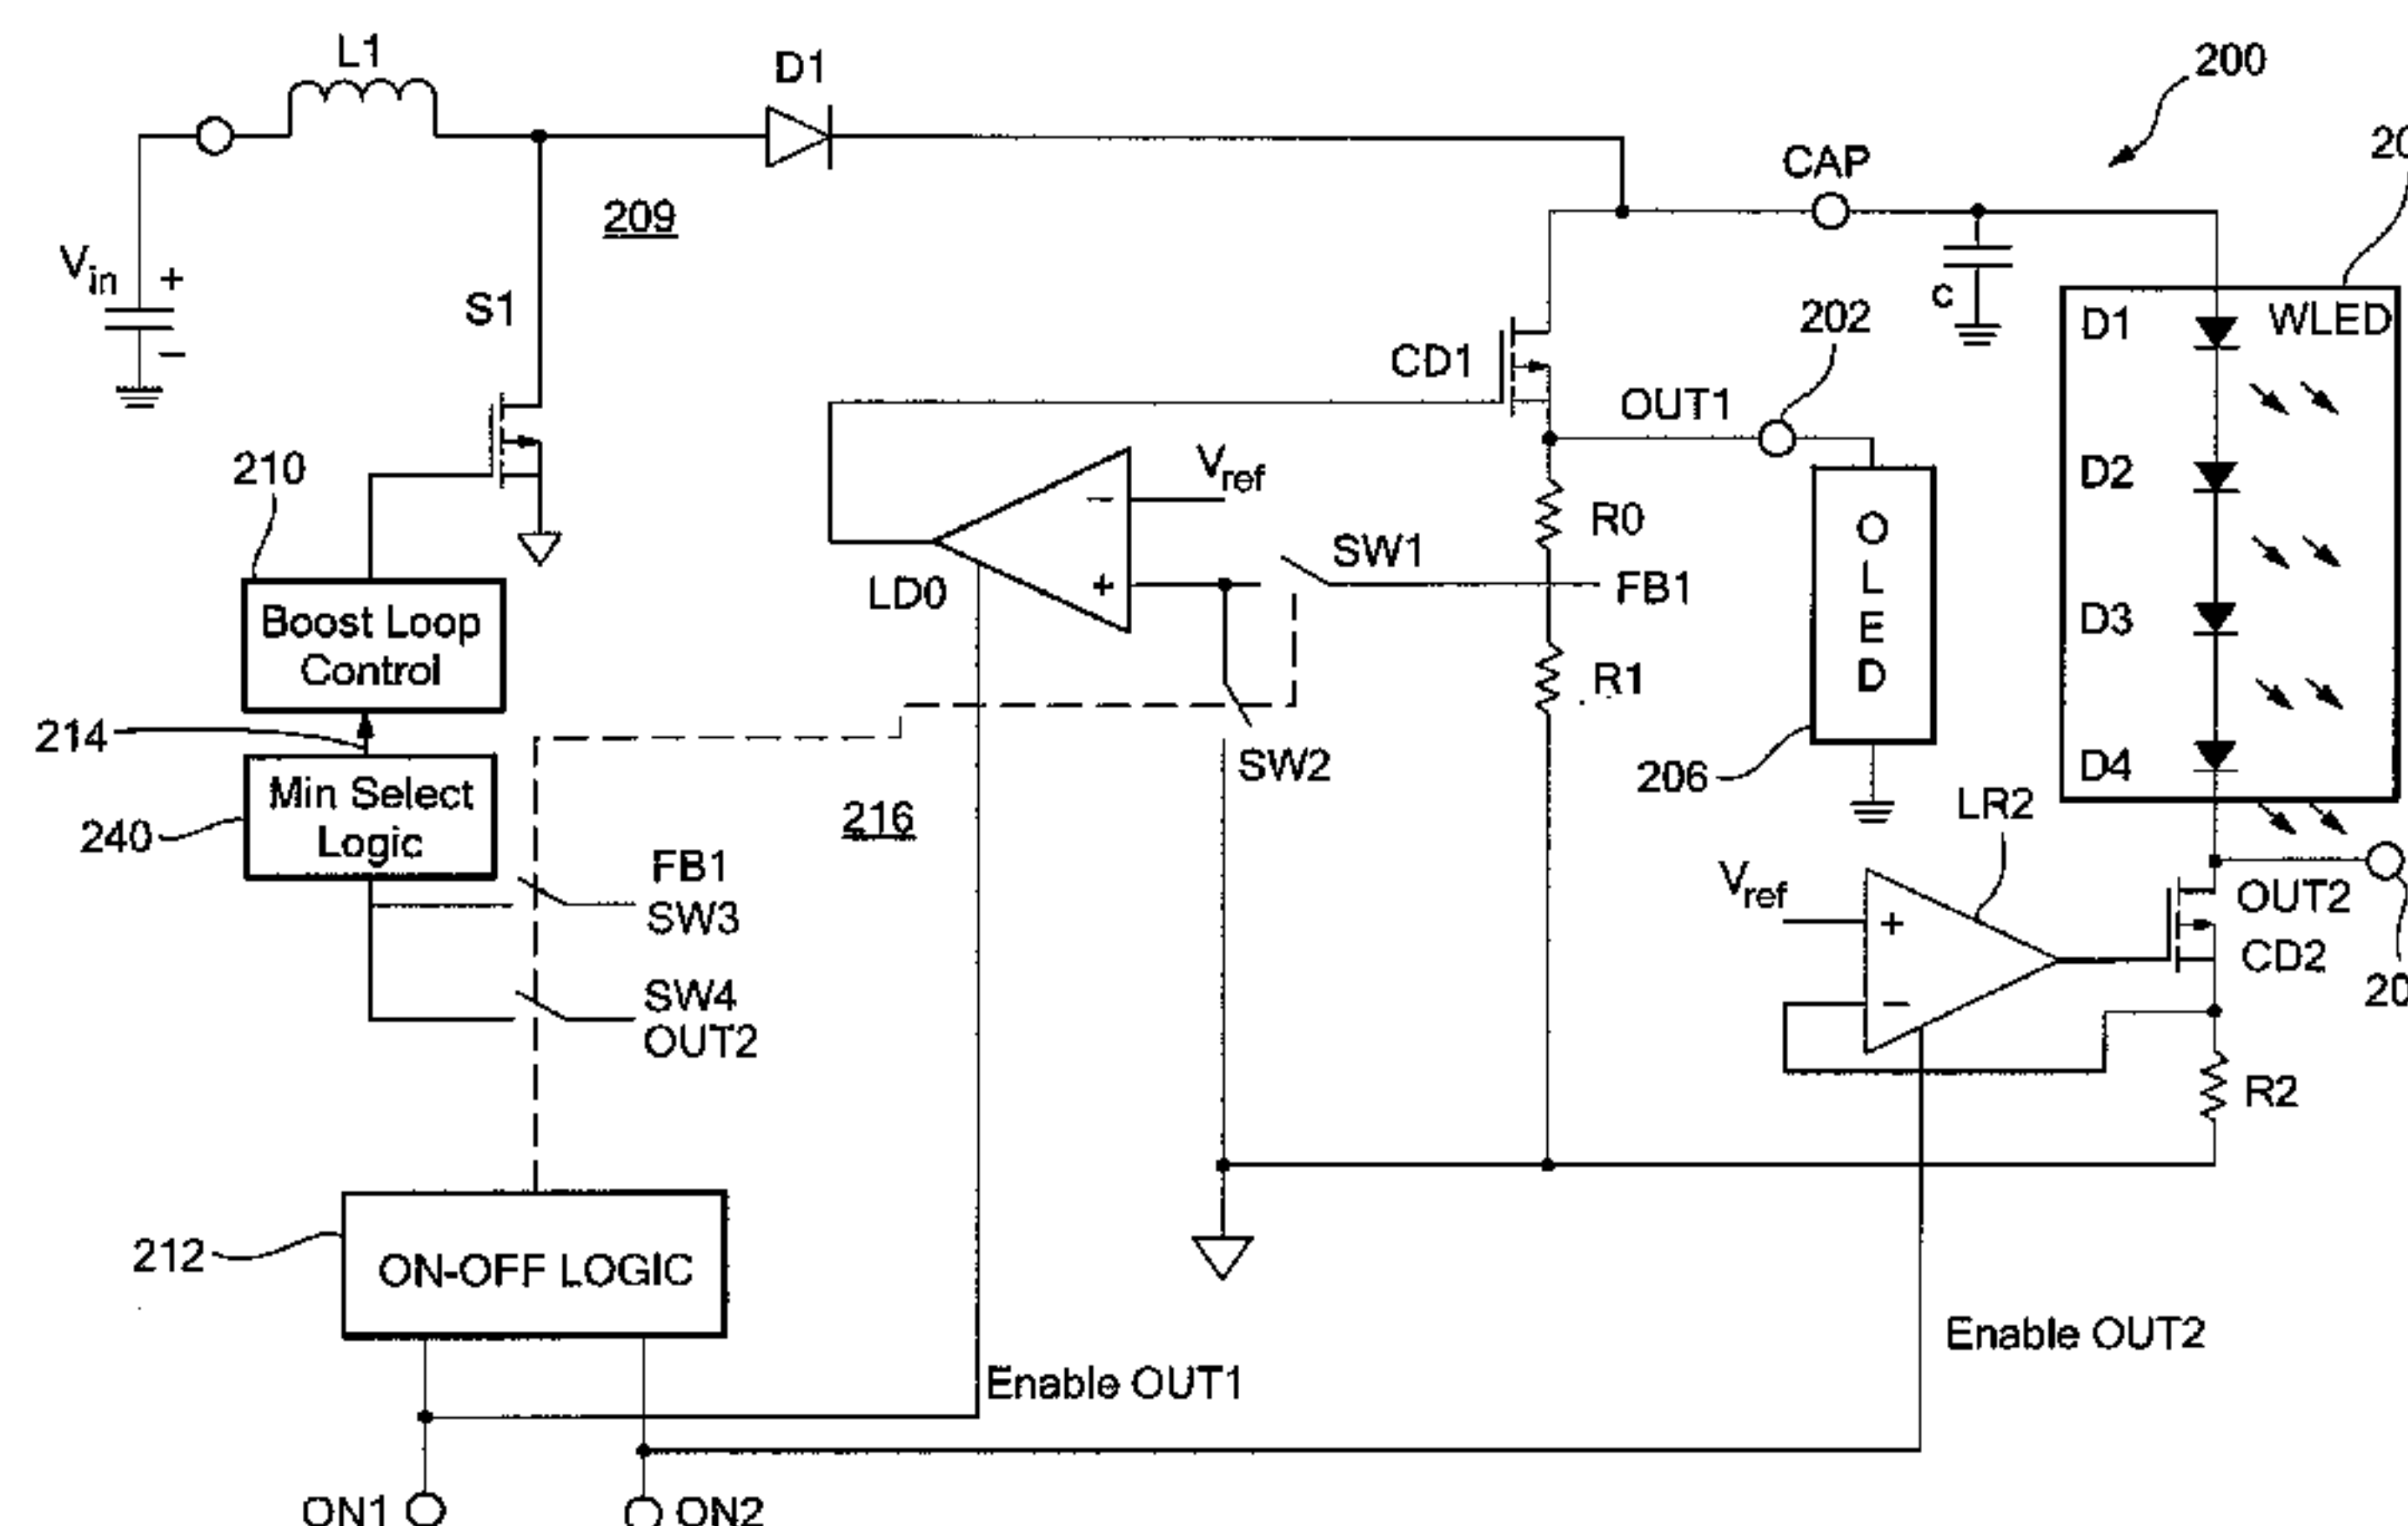 L1
D1
200
CAP
209
Vin
+
−
S1
C
202
WLED
D1
CD1
OUT1
210
Vref
−
D2
R0
SW1
OLED
LD0
+
FB1
D3
Boost Loop
Control
R1
214
SW2
206
D4
Min Select
Logic
240
216
LR2
FB1
SW3
Vref
+
OUT2
CD2
SW4
OUT2
−
R2
212
ON-OFF LOGIC
Enable OUT2
Enable OUT1
ON1
ON2